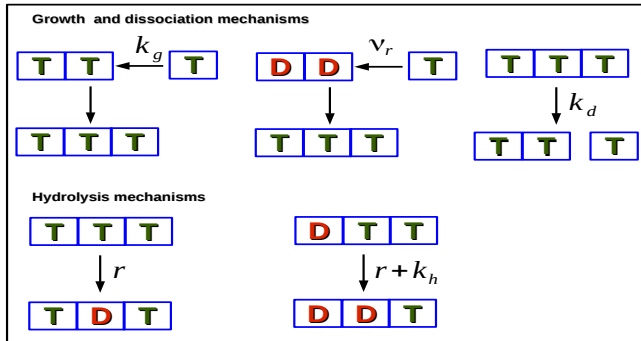 Growth and dissociation mechanisms
T T k_g T
D D ν_r T
T T T
k_d
T T T
T T T
T T T
Hydrolysis mechanisms
T T T
D T T
r
r + k_h
T D T
D D T